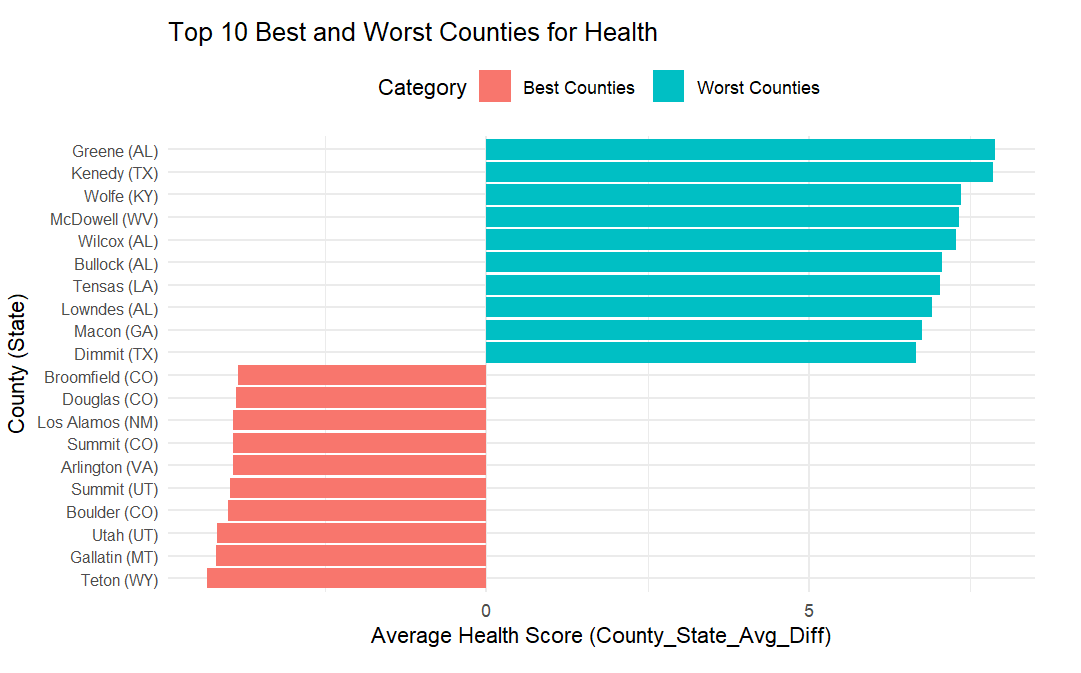 Top 10 Best and Worst Counties for Health
Category Best Counties Worst Counties
Greene (AL)
Kenedy (TX)
Wolfe (KY)
McDowell (WV)
Wilcox (AL)
Bullock (AL)
Tensas (LA)
Lowndes (AL)
Macon (GA)
Dimmit (TX)
Broomfield (CO)
Douglas (CO)
Los Alamos (NM)
Summit (CO)
Arlington (VA)
Summit (UT)
Boulder (CO)
Utah (UT)
Gallatin (MT)
Teton (WY)
County (State)
0 5
Average Health Score (County_State_Avg_Diff)